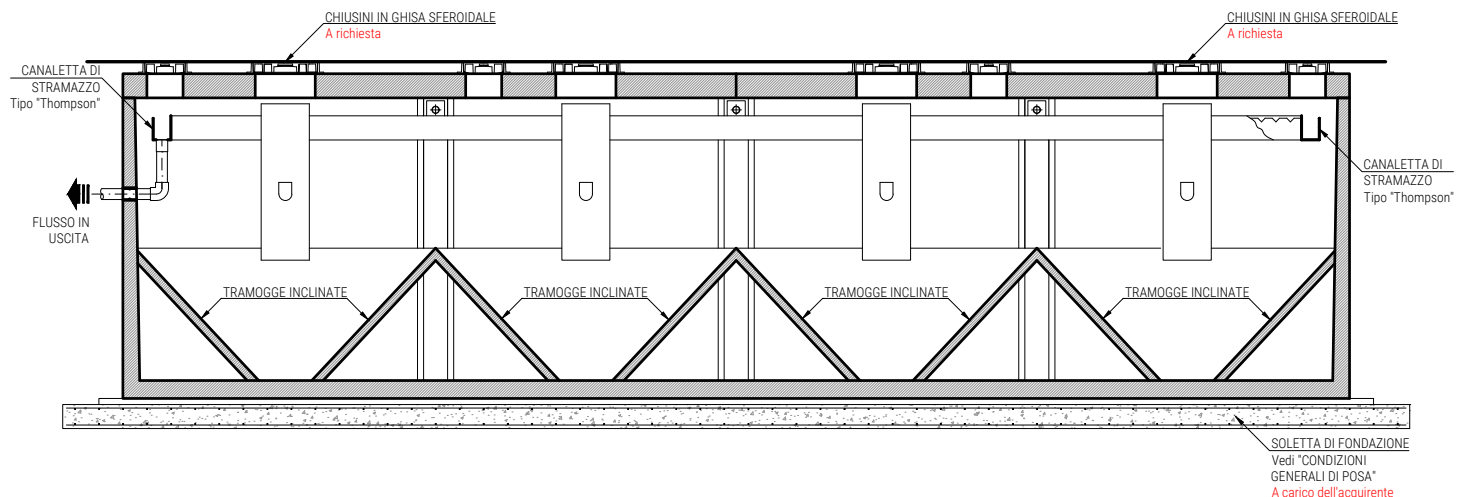 CHIUSINI IN GHISA SFEROIDALE
A richiesta
CHIUSINI IN GHISA SFEROIDALE
A richiesta
CANALETTA DI
STRAMAZZO
Tipo "Thompson"
CANALETTA DI
STRAMAZZO
Tipo "Thompson"
FLUSSO IN
USCITA
TRAMOGGE INCLINATE
TRAMOGGE INCLINATE
TRAMOGGE INCLINATE
TRAMOGGE INCLINATE
SOLETTA DI FONDAZIONE
Vedi "CONDIZIONI
GENERALI DI POSA"
A carico dell'acquirente